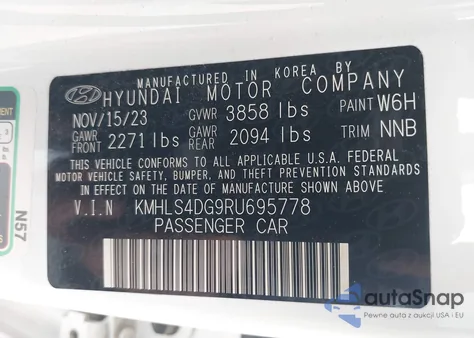 MANUFACTURED IN KOREA BY
HYUNDAI MOTOR COMPANY
NOV/15/23 GVWR 3858 lbs PAINT W6H
GAWR FRONT 2271 lbs GAWR REAR 2094 lbs TRIM NNB
THIS VEHICLE CONFORMS TO ALL APPLICABLE U.S.A. FEDERAL
MOTOR VEHICLE SAFETY, BUMPER, AND THEFT PREVENTION STANDARDS
IN EFFECT ON THE DATE OF MANUFACTURE SHOWN ABOVE.
V.I.N KMHLS4DG9RU695778
PASSENGER CAR
N57
autaSnap
Pewne auta z aukcji USA i EU